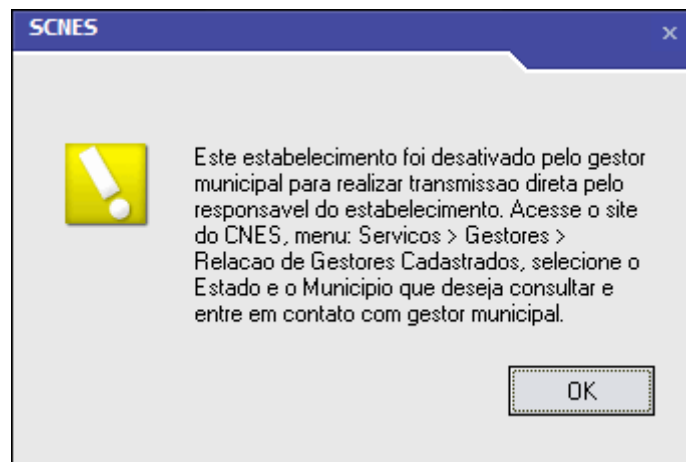 SCNES
Este estabelecimento foi desativado pelo gestor
municipal para realizar transmissao direta pelo
responsavel do estabelecimento. Acesse o site
do CNES, menu: Servicos > Gestores >
Relacao de Gestores Cadastrados, selecione o
Estado e o Municipio que deseja consultar e
entre em contato com gestor municipal.
OK